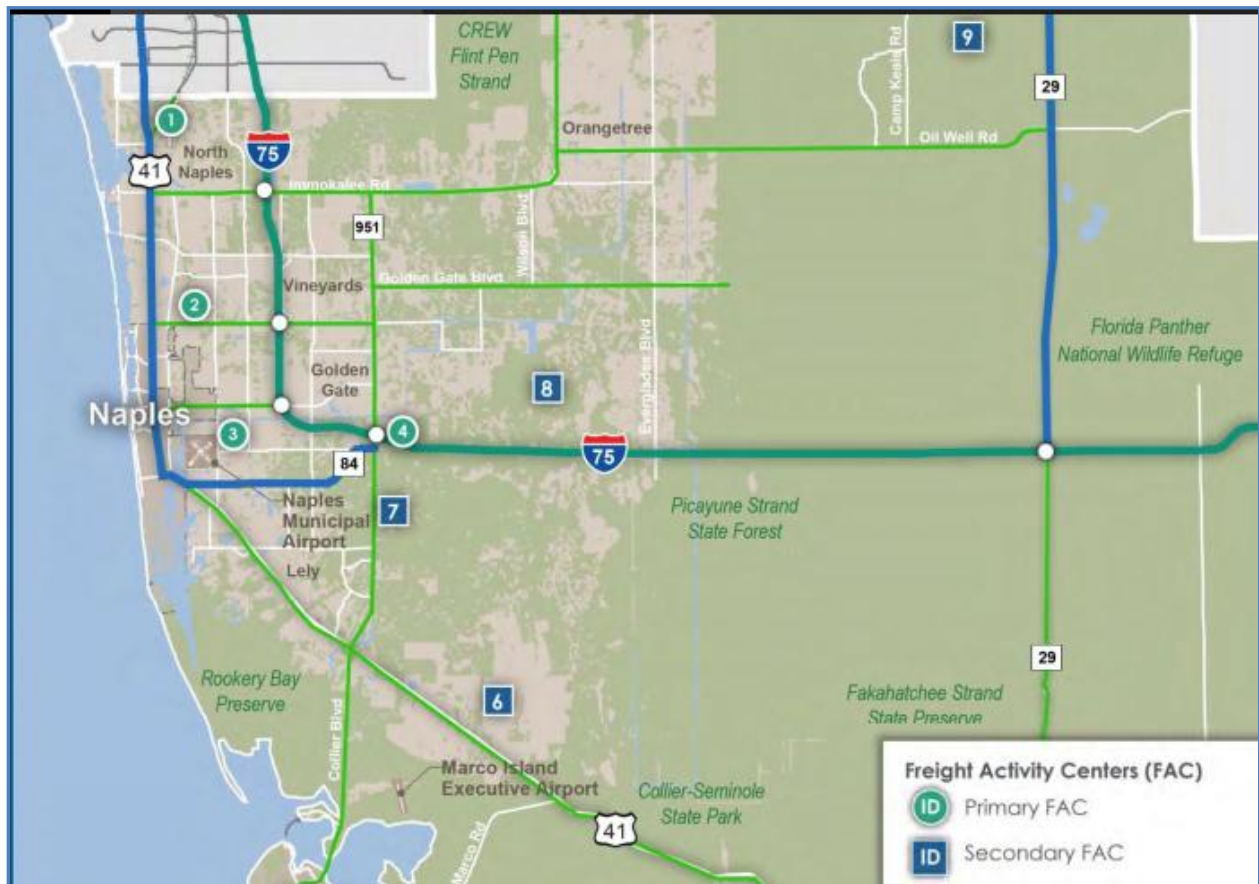 CREW
Flint Pen
Strand
9
Camp Keais Rd
29
1
North
Naples
75
41
Orangetree
Oil Well Rd
Immokalee Rd
951
Wilson Blvd
Golden Gate Blvd
Vineyards
2
Florida Panther
National Wildlife Refuge
Golden
Gate
8
Everglades Blvd
Naples
3
4
84
75
Naples
Municipal
Airport
7
Picayune Strand
State Forest
Lely
Rookery Bay
Preserve
Collier Blvd
6
29
Fakahatchee Strand
State Preserve
Marco Island
Executive Airport
Collier-Seminole
State Park
41
Marco Rd
Freight Activity Centers (FAC)
ID Primary FAC
ID Secondary FAC